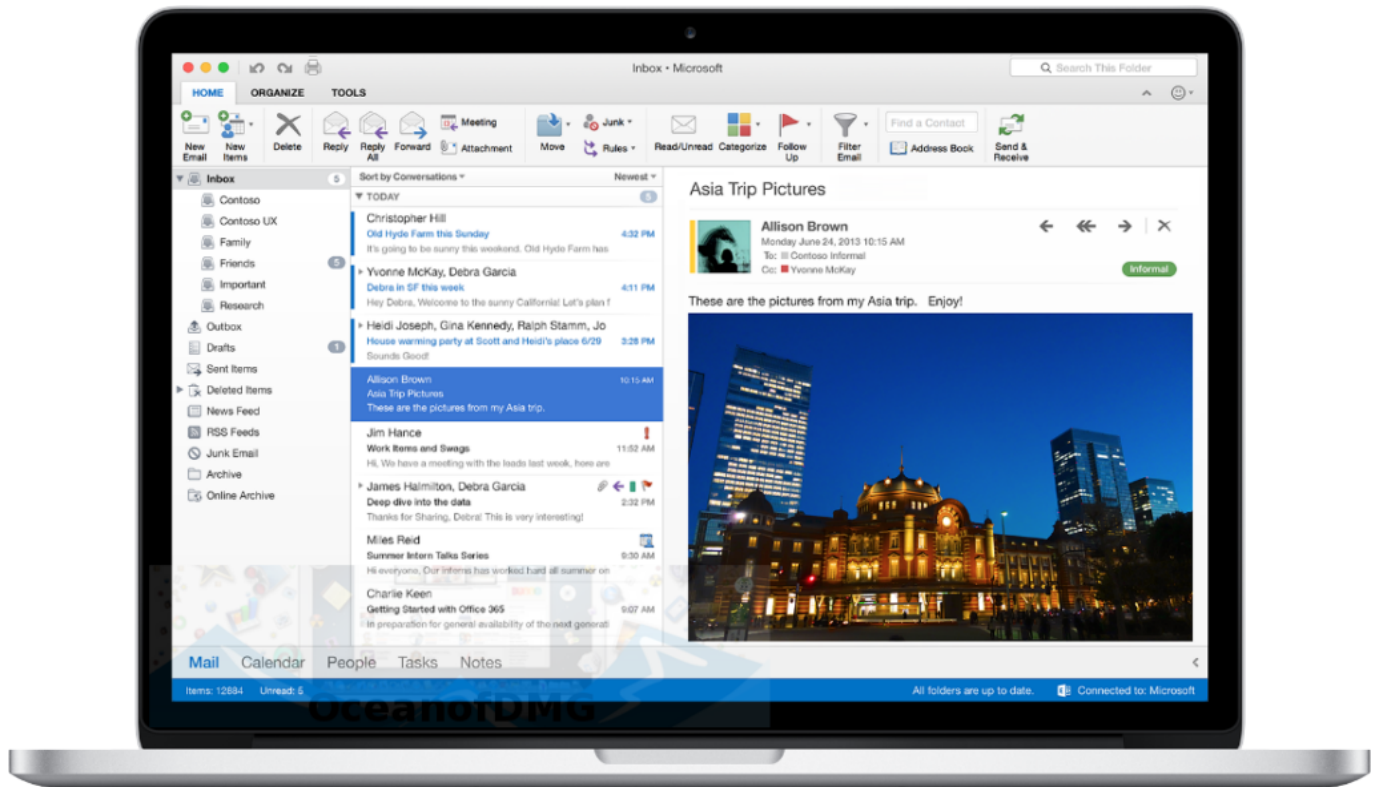 Inbox • Microsoft
Search This Folder
HOME ORGANIZE TOOLS
New Email
New Items
Delete
Reply
Reply All
Forward
Meeting
Attachment
Move
Junk
Rules
Read/Unread
Categorize
Follow Up
Filter Email
Find a Contact
Address Book
Send & Receive
Inbox 5
Contoso
Contoso UX
Family
Friends 5
Important
Research
Outbox
Drafts 1
Sent Items
Deleted Items
News Feed
RSS Feeds
Junk Email
Archive
Online Archive
Sort by Conversations Newest
TODAY 5
Christopher Hill
Old Hyde Farm this Sunday 4:32 PM
It's going to be sunny this weekend. Old Hyde Farm has
Yvonne McKay, Debra Garcia
Debra in SF this week 4:11 PM
Hey Debra, Welcome to the sunny California! Let's plan f
Heidi Joseph, Gina Kennedy, Ralph Stamm, Jo
House warming party at Scott and Heidi's place 6/29 3:28 PM
Sounds Good!
Allison Brown 10:15 AM
Asia Trip Pictures
These are the pictures from my Asia trip.
Jim Hance
Work Items and Swags 11:52 AM
Hi, We have a meeting with the leads last week, here are
James Halmilton, Debra Garcia
Deep dive into the data 2:32 PM
Thanks for Sharing, Debra! This is very interesting!
Miles Reid
Summer Intern Talks Series 9:30 AM
Hi everyone, Our interns has worked hard all summer on
Charlie Keen
Getting Started with Office 365 9:07 AM
In preparation for general availability of the next generati
Asia Trip Pictures
Allison Brown
Monday June 24, 2013 10:15 AM
To: Contoso Informal
Cc: Yvonne McKay
Informal
These are the pictures from my Asia trip. Enjoy!
Mail Calendar People Tasks Notes
Items: 12884 Unread: 5
All folders are up to date. Connected to: Microsoft
OceanofDMG